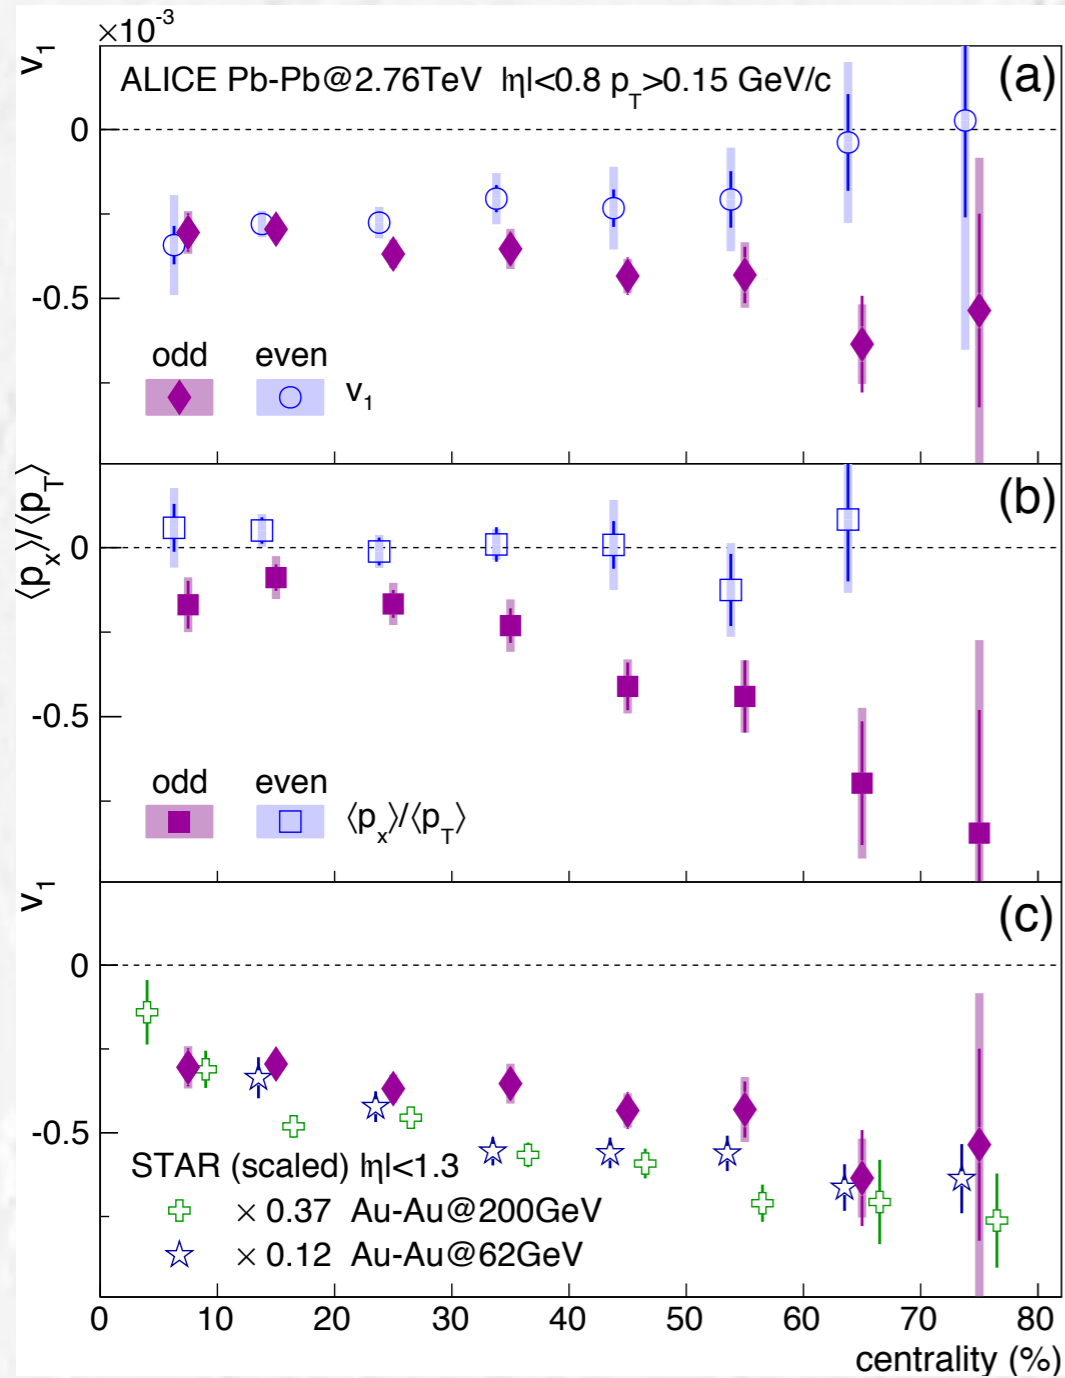 ×10⁻³
v₁
ALICE Pb-Pb@2.76TeV |η|<0.8 p_T>0.15 GeV/c
(a)
0
-0.5
odd even
v₁
⟨p_x⟩/⟨p_T⟩
(b)
0
-0.5
odd even
⟨p_x⟩/⟨p_T⟩
v₁
(c)
0
-0.5
STAR (scaled) |η|<1.3
× 0.37 Au-Au@200GeV
× 0.12 Au-Au@62GeV
0 10 20 30 40 50 60 70 80
centrality (%)